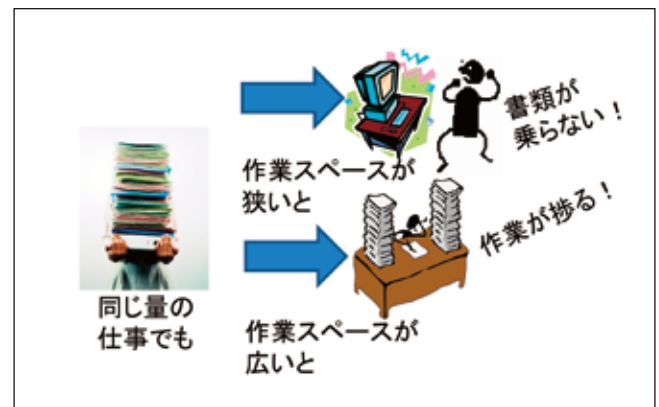 同じ量の
仕事でも
作業スペースが
狭いと
書類が
乗らない！
作業スペースが
広いと
作業が捗る！